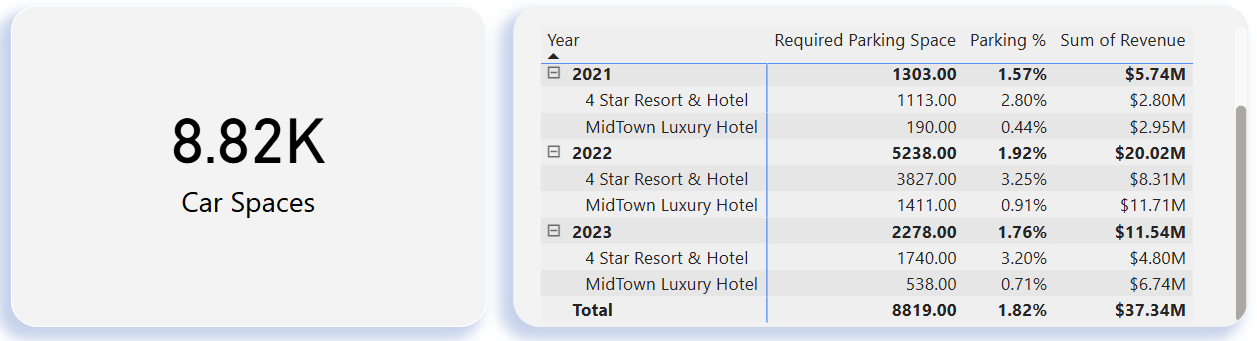 8.82K
Car Spaces
Year Required Parking Space Parking % Sum of Revenue
2021 1303.00 1.57% $5.74M
4 Star Resort & Hotel 1113.00 2.80% $2.80M
MidTown Luxury Hotel 190.00 0.44% $2.95M
2022 5238.00 1.92% $20.02M
4 Star Resort & Hotel 3827.00 3.25% $8.31M
MidTown Luxury Hotel 1411.00 0.91% $11.71M
2023 2278.00 1.76% $11.54M
4 Star Resort & Hotel 1740.00 3.20% $4.80M
MidTown Luxury Hotel 538.00 0.71% $6.74M
Total 8819.00 1.82% $37.34M